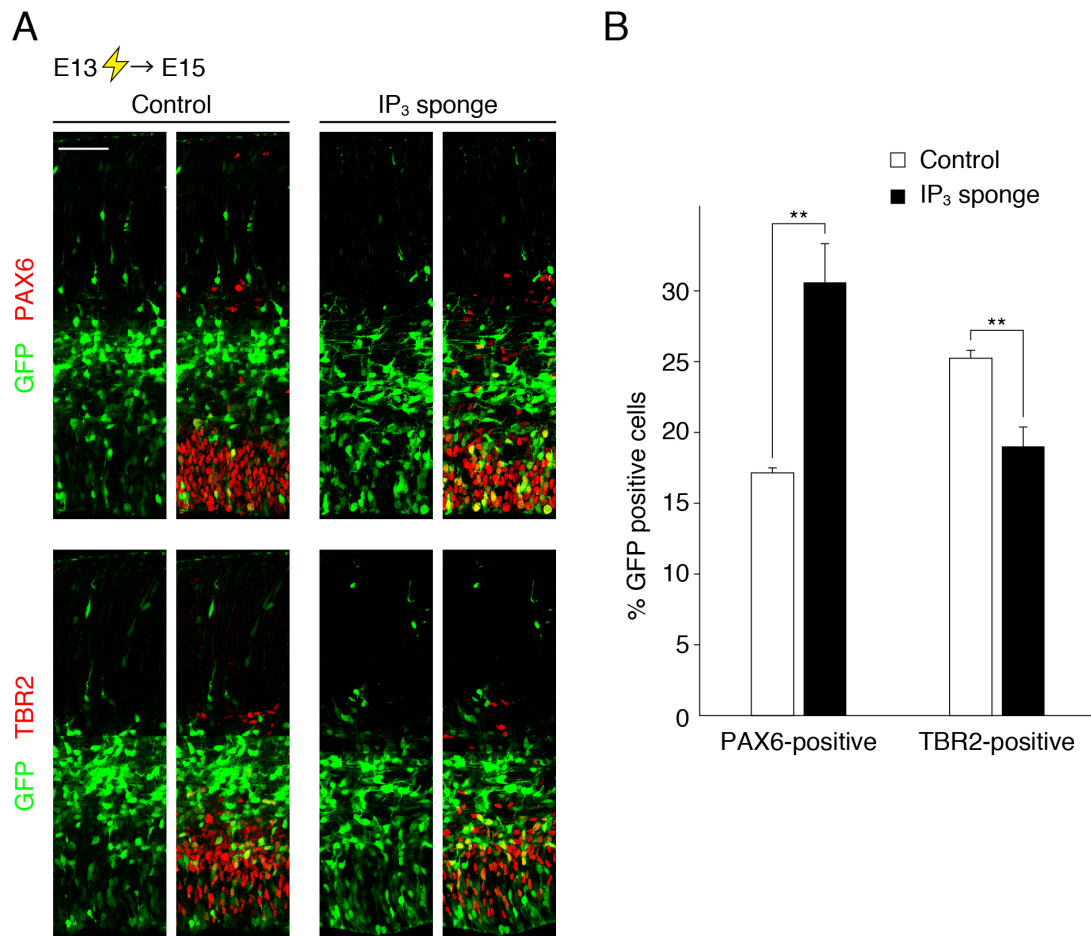 A
E13 → E15
Control
IP₃ sponge
GFP PAX6
GFP TBR2
B
Control
IP₃ sponge
**
**
% GFP positive cells
30
25
20
15
10
5
0
PAX6-positive
TBR2-positive